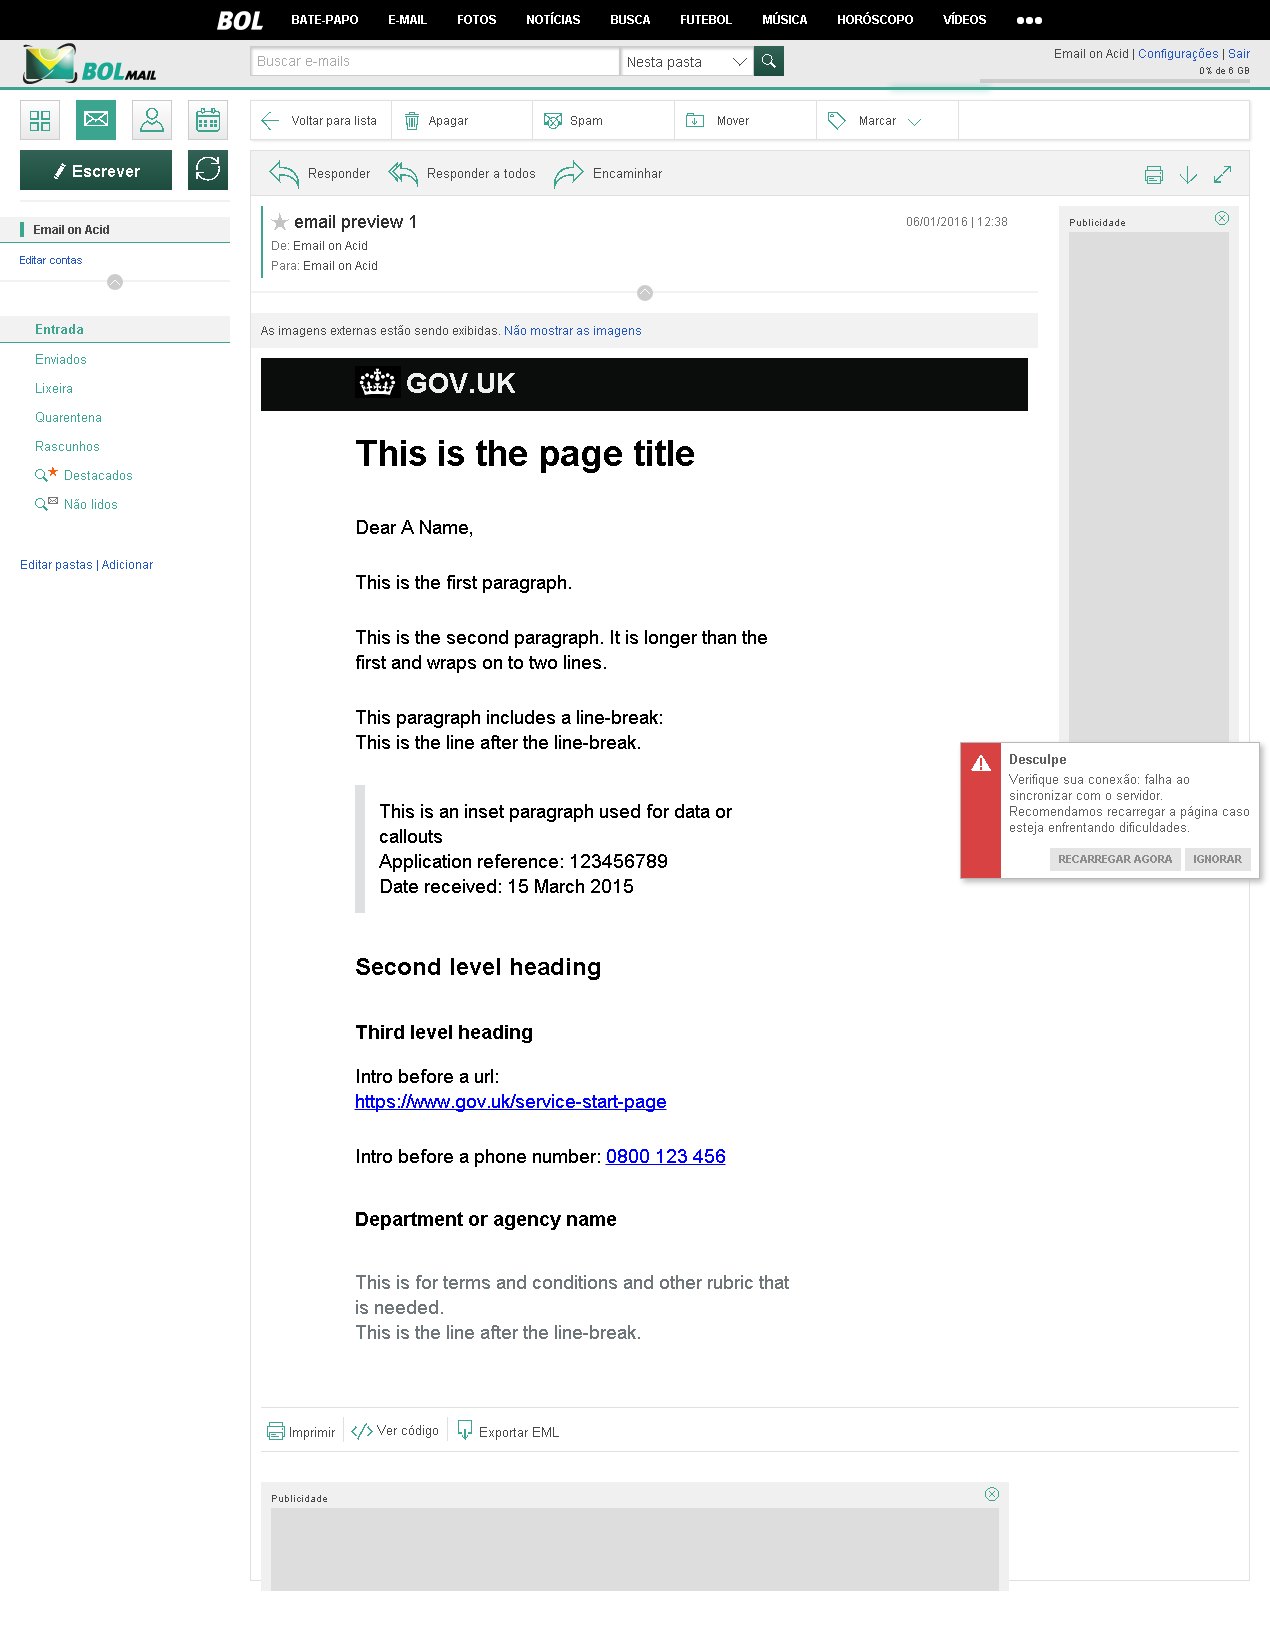 BOL BATE-PAPO E-MAIL FOTOS NOTÍCIAS BUSCA FUTEBOL MÚSICA HORÓSCOPO VÍDEOS
BOL MAIL
Buscar e-mails
Nesta pasta
Email on Acid | Configurações | Sair
0% de 6 GB
Voltar para lista
Apagar
Spam
Mover
Marcar
Escrever
Responder
Responder a todos
Encaminhar
Email on Acid
Editar contas
Entrada
Enviados
Lixeira
Quarentena
Rascunhos
Destacados
Não lidos
Editar pastas | Adicionar
email preview 1
06/01/2016 | 12:38
De: Email on Acid
Para: Email on Acid
As imagens externas estão sendo exibidas. Não mostrar as imagens
Publicidade
GOV.UK
This is the page title
Dear A Name,
This is the first paragraph.
This is the second paragraph. It is longer than the
first and wraps on to two lines.
This paragraph includes a line-break:
This is the line after the line-break.
This is an inset paragraph used for data or
callouts
Application reference: 123456789
Date received: 15 March 2015
Second level heading
Third level heading
Intro before a url:
https://www.gov.uk/service-start-page
Intro before a phone number: 0800 123 456
Department or agency name
This is for terms and conditions and other rubric that
is needed.
This is the line after the line-break.
Desculpe
Verifique sua conexão: falha ao
sincronizar com o servidor.
Recomendamos recarregar a página caso
esteja enfrentando dificuldades.
RECARREGAR AGORA
IGNORAR
Imprimir
Ver código
Exportar EML
Publicidade